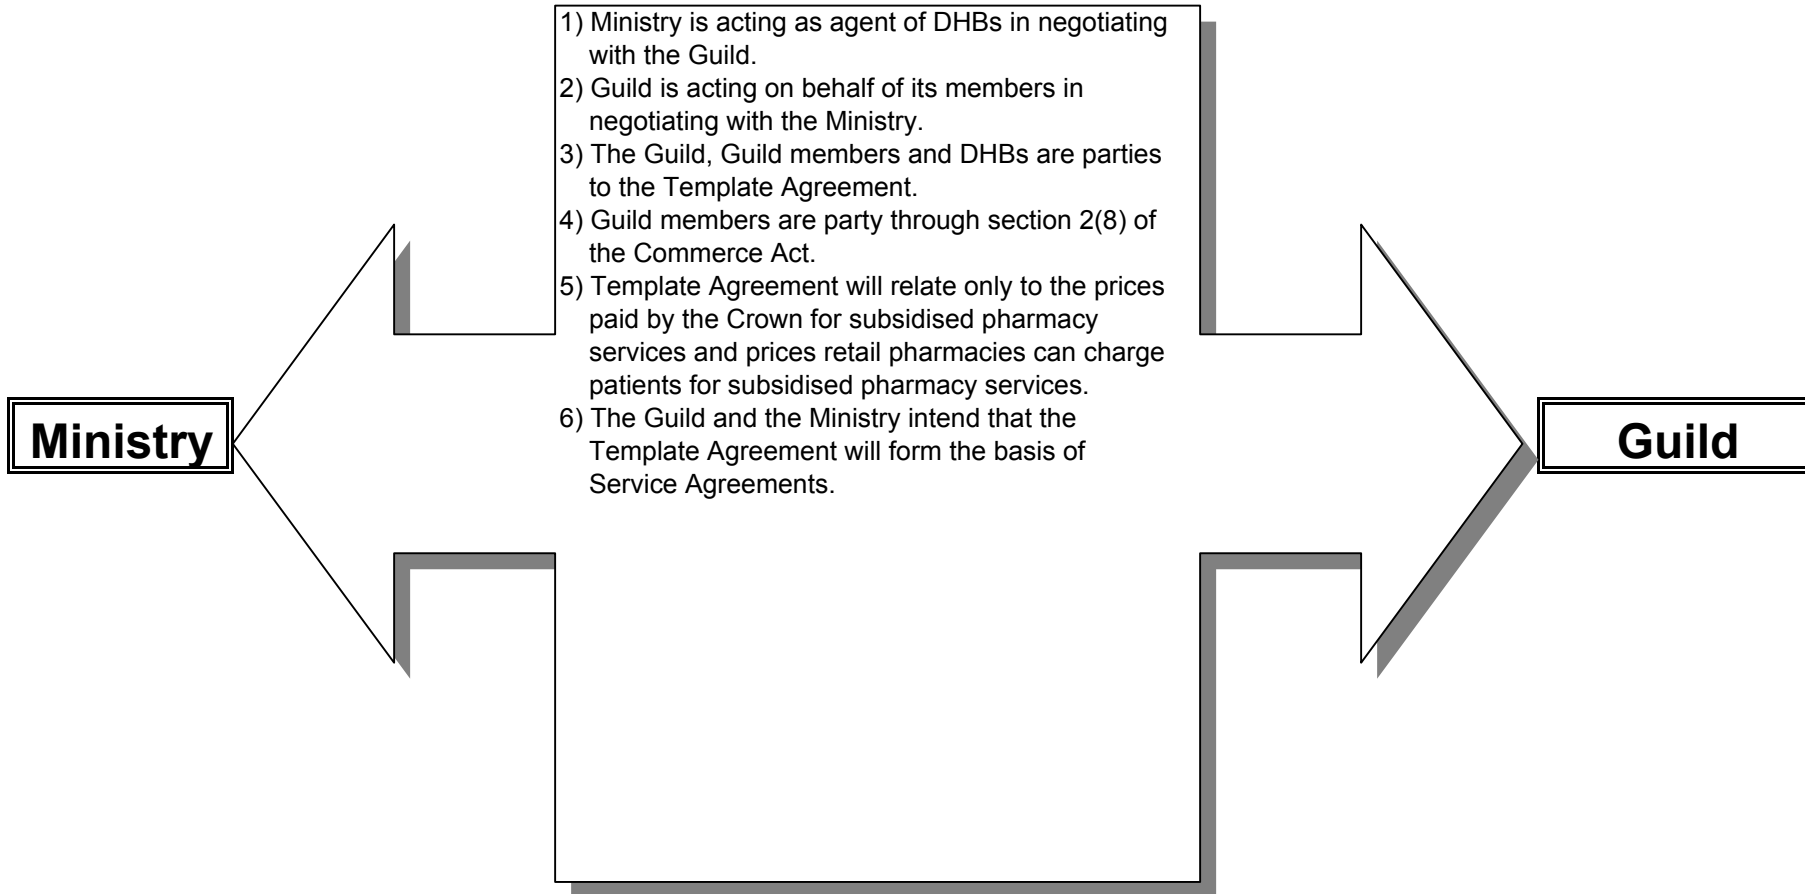 1) Ministry is acting as agent of DHBs in negotiating
with the Guild.
2) Guild is acting on behalf of its members in
negotiating with the Ministry.
3) The Guild, Guild members and DHBs are parties
to the Template Agreement.
4) Guild members are party through section 2(8) of
the Commerce Act.
5) Template Agreement will relate only to the prices
paid by the Crown for subsidised pharmacy
services and prices retail pharmacies can charge
patients for subsidised pharmacy services.
6) The Guild and the Ministry intend that the
Template Agreement will form the basis of
Service Agreements.
Ministry
Guild